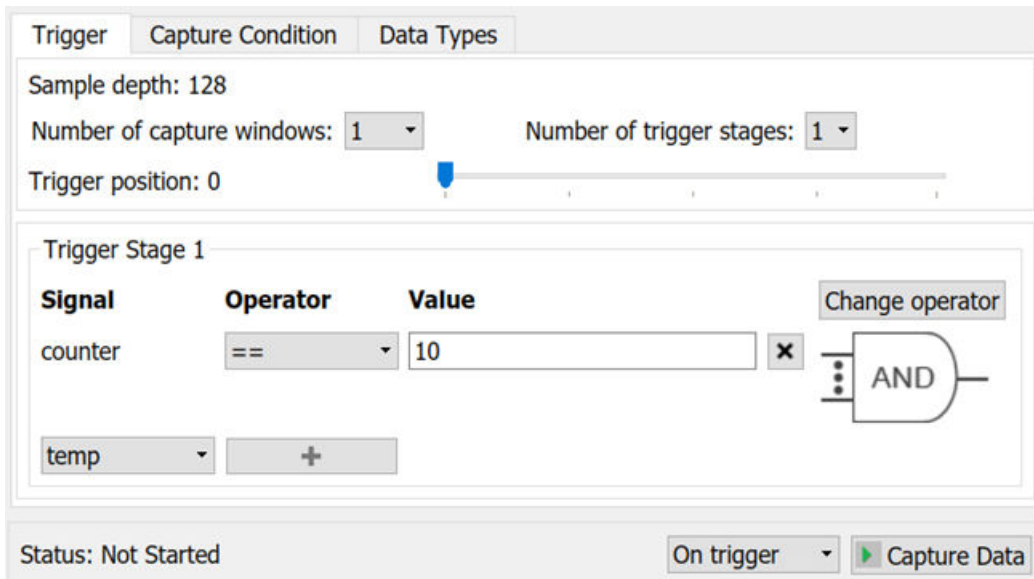 Trigger Capture Condition Data Types
Sample depth: 128
Number of capture windows: 1 Number of trigger stages: 1
Trigger position: 0
Trigger Stage 1
Signal Operator Value Change operator
counter == 10 AND
temp
Status: Not Started On trigger Capture Data